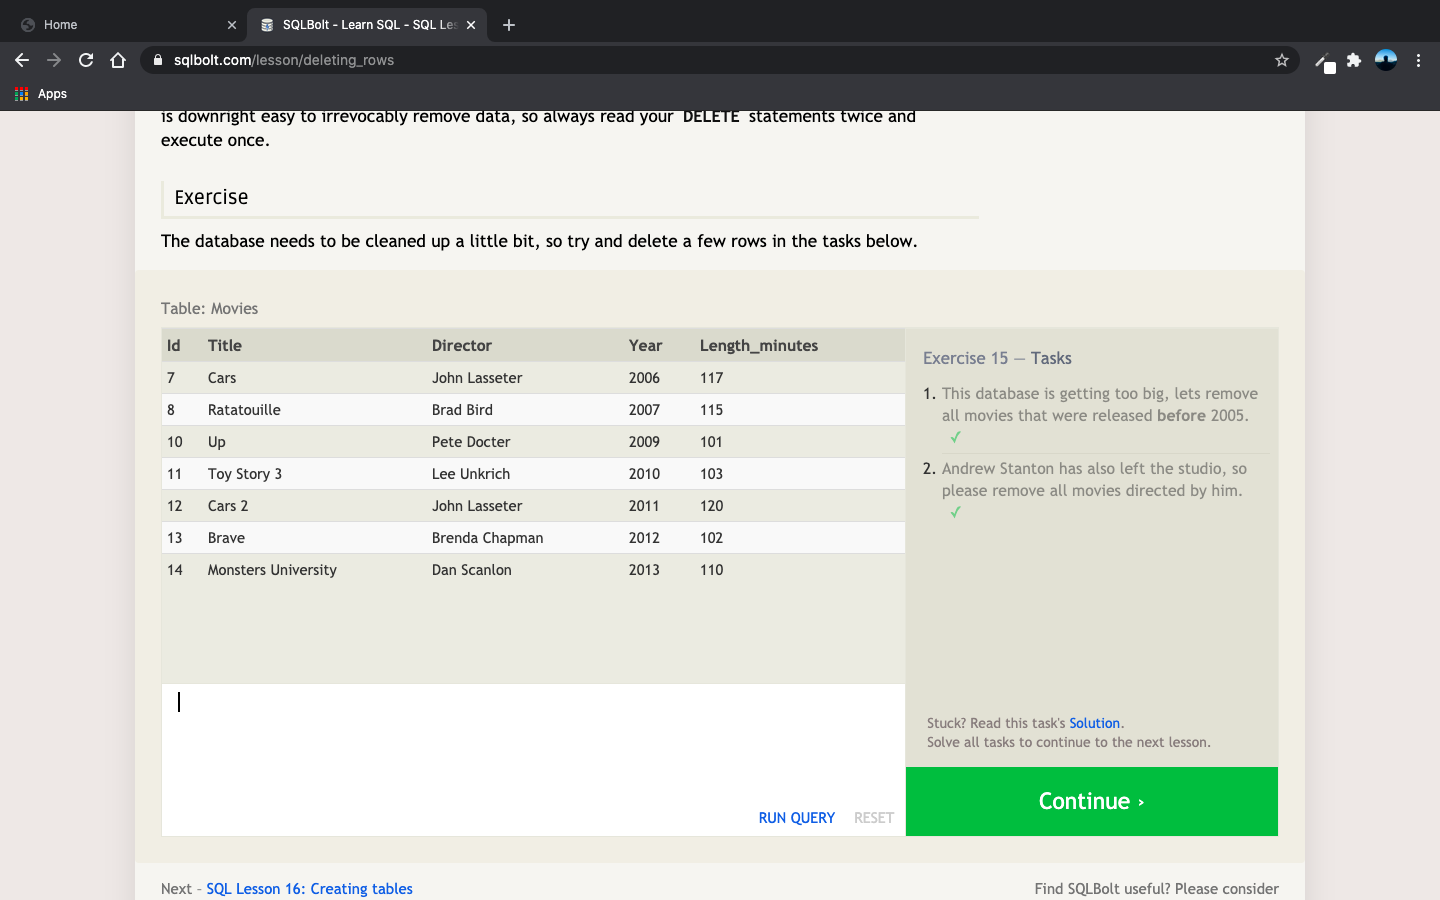 Home
SQLBolt - Learn SQL - SQL Les
sqlbolt.com/lesson/deleting_rows
Apps
is downright easy to irrevocably remove data, so always read your DELETE statements twice and
execute once.
Exercise
The database needs to be cleaned up a little bit, so try and delete a few rows in the tasks below.
Table: Movies
Id Title Director Year Length_minutes
7 Cars John Lasseter 2006 117
8 Ratatouille Brad Bird 2007 115
10 Up Pete Docter 2009 101
11 Toy Story 3 Lee Unkrich 2010 103
12 Cars 2 John Lasseter 2011 120
13 Brave Brenda Chapman 2012 102
14 Monsters University Dan Scanlon 2013 110
RUN QUERY RESET
Exercise 15 — Tasks
1. This database is getting too big, lets remove
all movies that were released before 2005.
✓
2. Andrew Stanton has also left the studio, so
please remove all movies directed by him.
✓
Stuck? Read this task's Solution.
Solve all tasks to continue to the next lesson.
Continue ›
Next – SQL Lesson 16: Creating tables
Find SQLBolt useful? Please consider